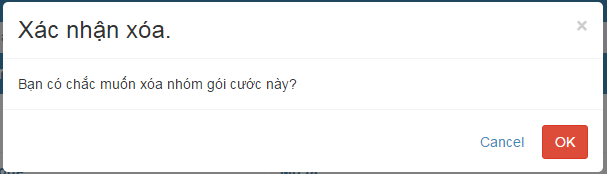 Xác nhận xóa.
×
Bạn có chắc muốn xóa nhóm gói cước này?
Cancel OK